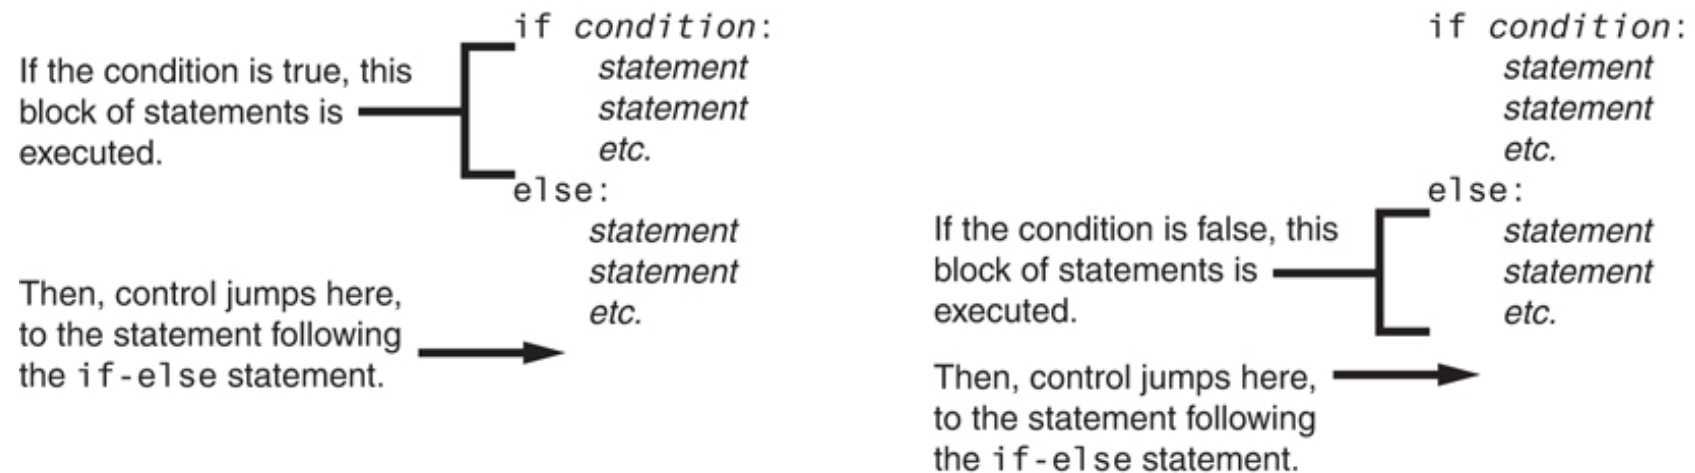 if condition:
If the condition is true, this
statement
block of statements is
statement
executed.
etc.
else:
statement
statement
etc.
Then, control jumps here,
to the statement following
the if-else statement.
if condition:
statement
statement
etc.
else:
If the condition is false, this
statement
block of statements is
statement
executed.
etc.
Then, control jumps here,
to the statement following
the if-else statement.